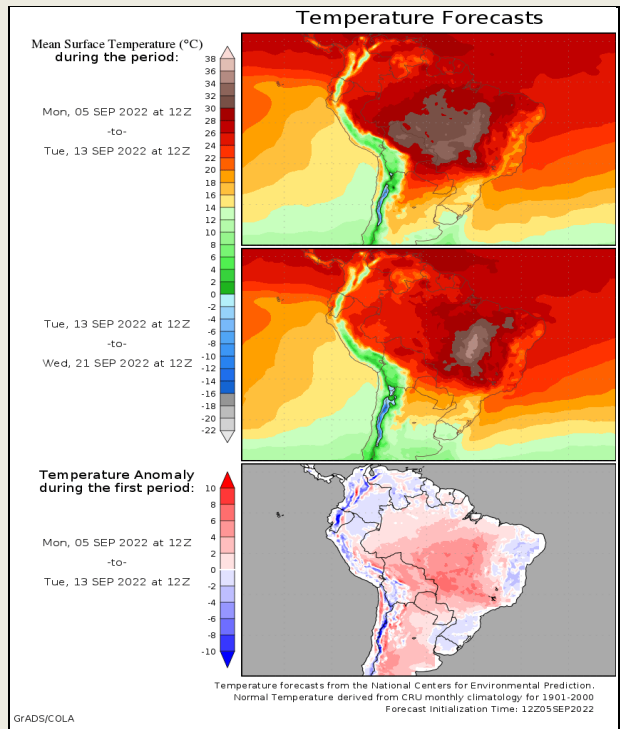 Temperature Forecasts
Mean Surface Temperature (°C)
during the period:
Mon, 05 SEP 2022 at 12Z
-to-
Tue, 13 SEP 2022 at 12Z
38
36
34
32
30
28
26
24
22
20
18
16
14
12
10
8
6
4
2
0
-2
-4
-6
-8
-10
-12
-14
-16
-18
-20
-22
Tue, 13 SEP 2022 at 12Z
-to-
Wed, 21 SEP 2022 at 12Z
Temperature Anomaly
during the first period:
Mon, 05 SEP 2022 at 12Z
-to-
Tue, 13 SEP 2022 at 12Z
10
8
6
4
2
0
-2
-4
-6
-8
-10
Temperature forecasts from the National Centers for Environmental Prediction.
Normal Temperature derived from CRU monthly climatology for 1901-2000
Forecast Initialization Time: 12Z05SEP2022
GrADS/COLA